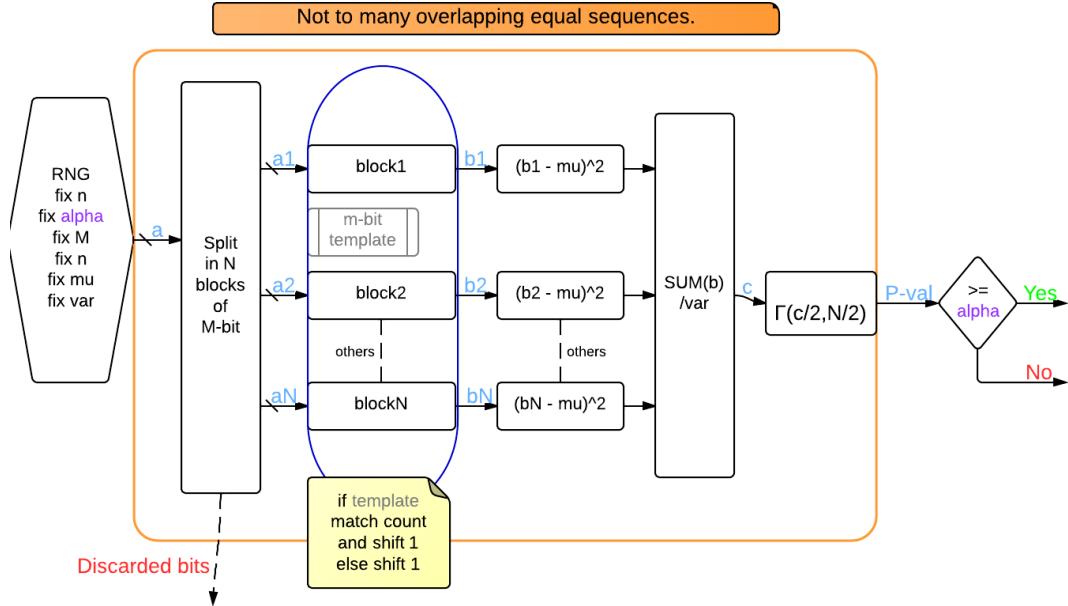 Not to many overlapping equal sequences.
RNG
fix n
fix alpha
fix M
fix n
fix mu
fix var
a
Split
in N
blocks
of
M-bit
Discarded bits
a1
block1
b1
(b1 - mu)^2
m-bit
template
a2
block2
b2
(b2 - mu)^2
others
others
aN
blockN
bN
(bN - mu)^2
if template
match count
and shift 1
else shift 1
SUM(b)
/var
c
Γ(c/2,N/2)
P-val
>=
alpha
Yes
No